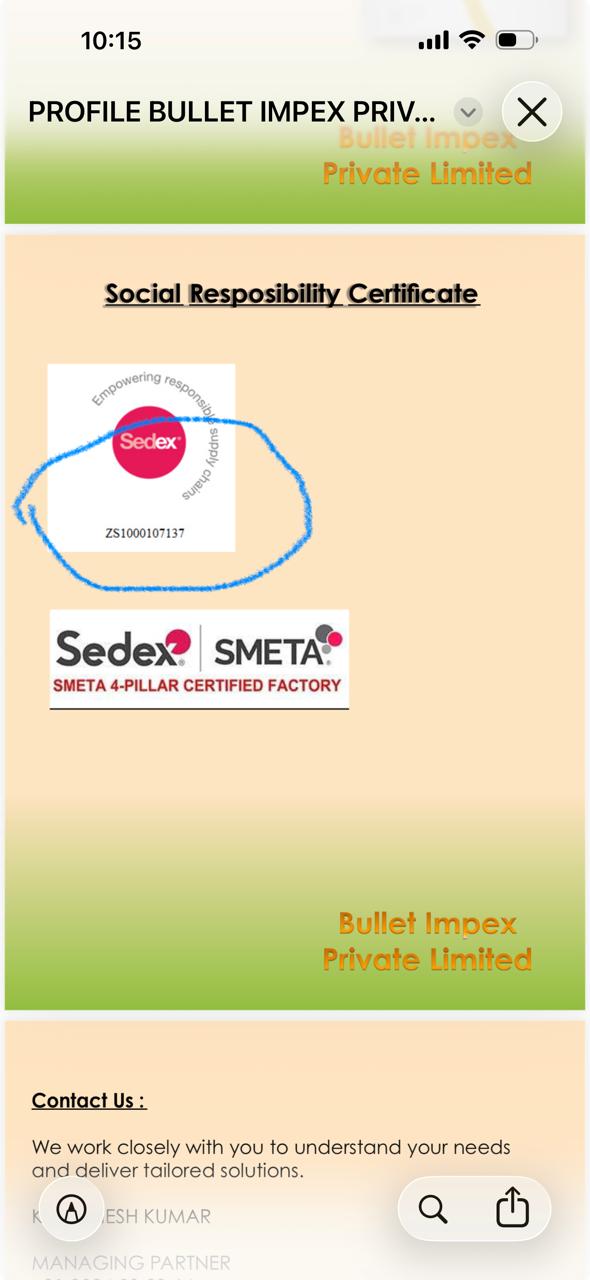 10:15
PROFILE BULLET IMPEX PRIV...
Bullet Impex
Private Limited
Social Resposibility Certificate
Empowering responsible supply chains
Sedex
ZS1000107137
Sedex® SMETA
SMETA 4-PILLAR CERTIFIED FACTORY
Bullet Impex
Private Limited
Contact Us :
We work closely with you to understand your needs
and deliver tailored solutions.
ESH KUMAR
MANAGING PARTNER